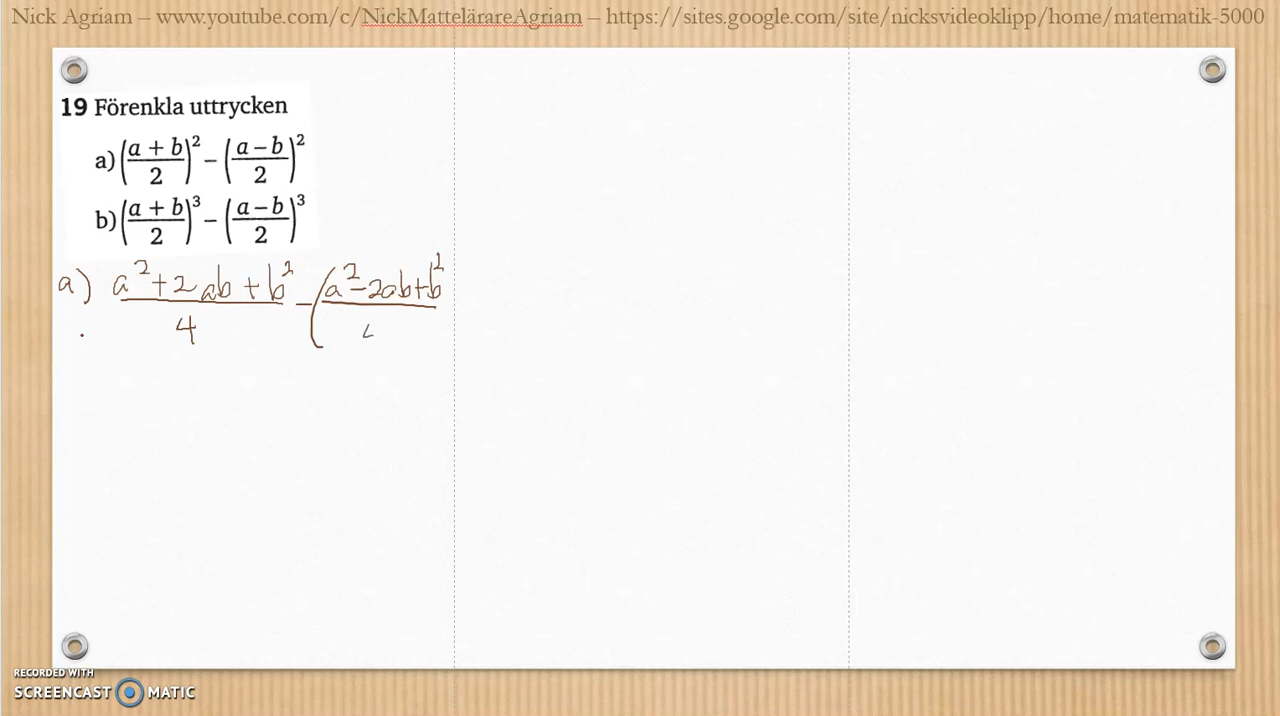 Nick Agriam – www.youtube.com/c/NickMattelärareAgriam – https://sites.google.com/site/nicksvideoklipp/home/matematik-5000
19 Förenkla uttrycken
a) ((a + b)/2)² – ((a – b)/2)²
b) ((a + b)/2)³ – ((a – b)/2)³
a) (a² + 2ab + b²)/4 – ((a² – 2ab + b²)/
RECORDED WITH
SCREENCAST MATIC